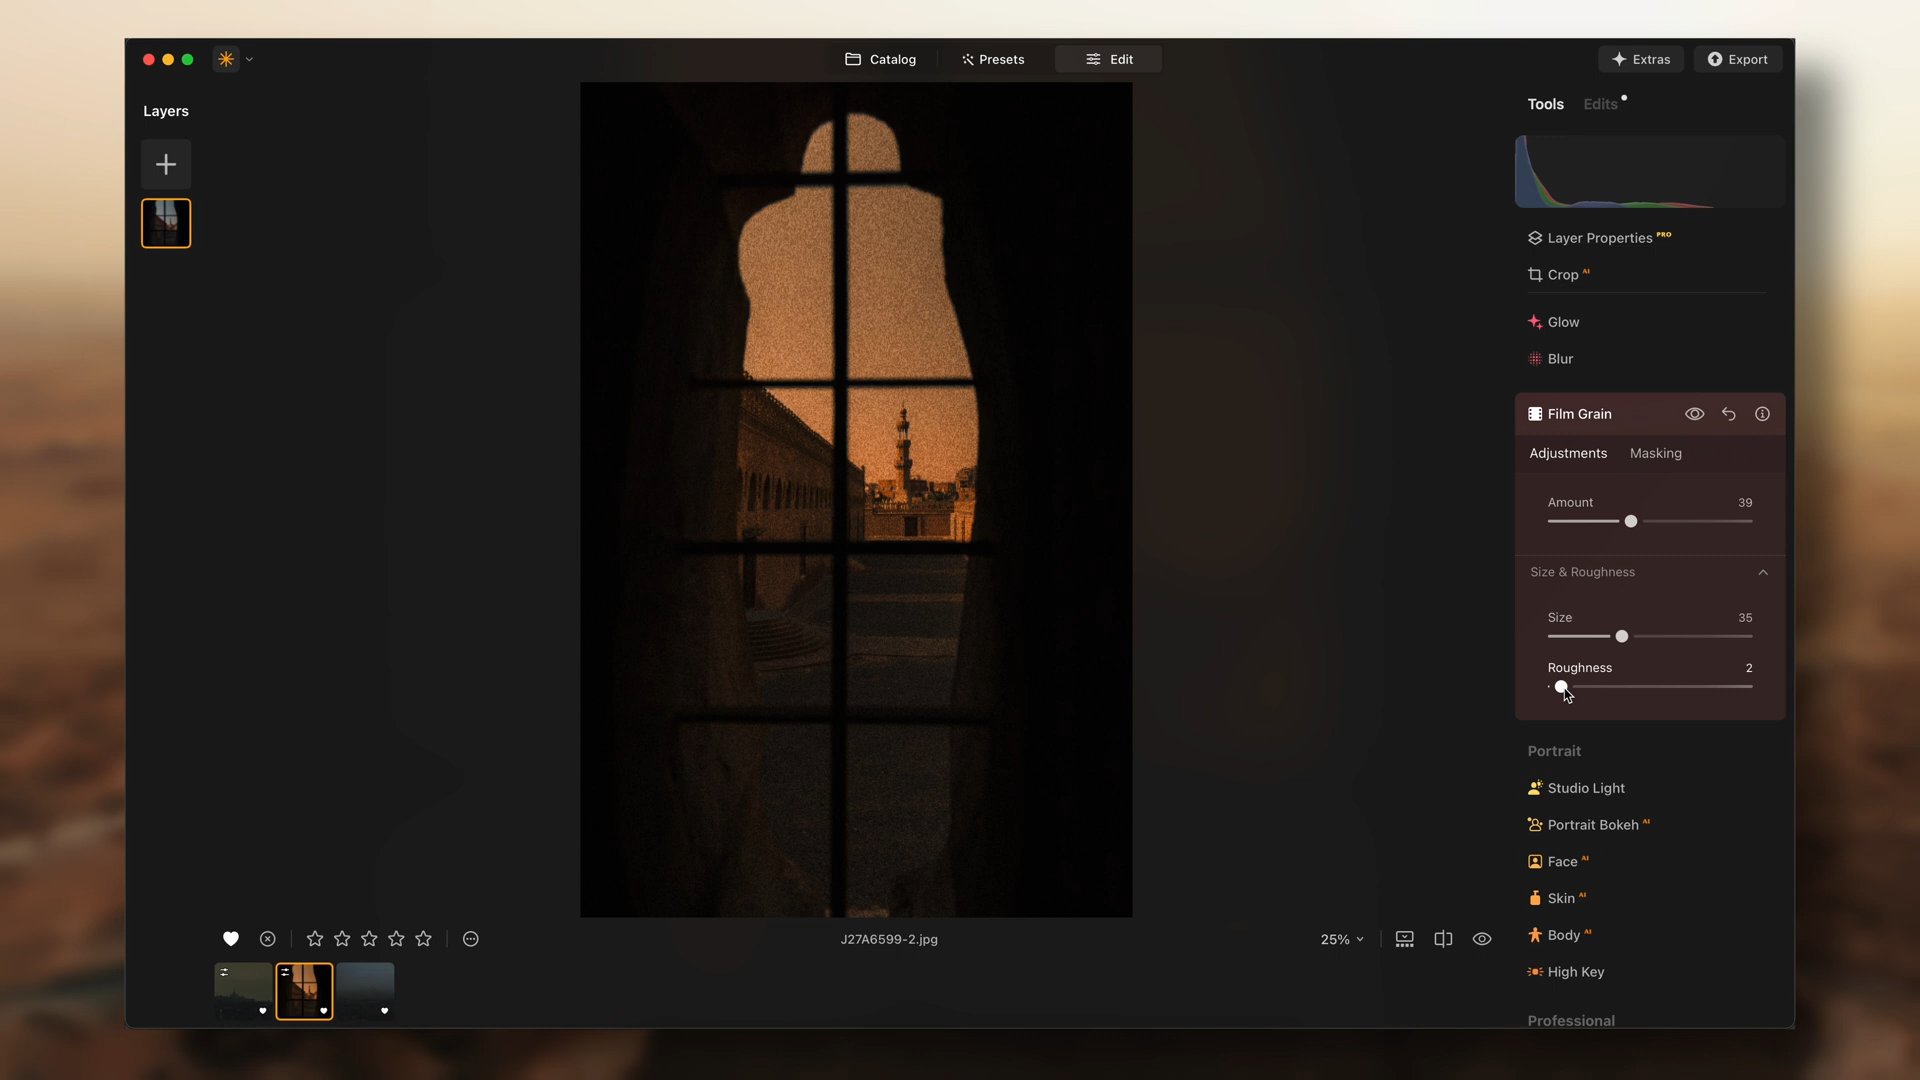 Catalog
Presets
Edit
Extras
Export
Layers
Tools
Edits
Layer Properties PRO
Crop AI
Glow
Blur
Film Grain
Adjustments
Masking
Amount
39
Size & Roughness
Size
35
Roughness
2
Portrait
Studio Light
Portrait Bokeh AI
Face AI
Skin AI
Body AI
High Key
Professional
J27A6599-2.jpg
25%